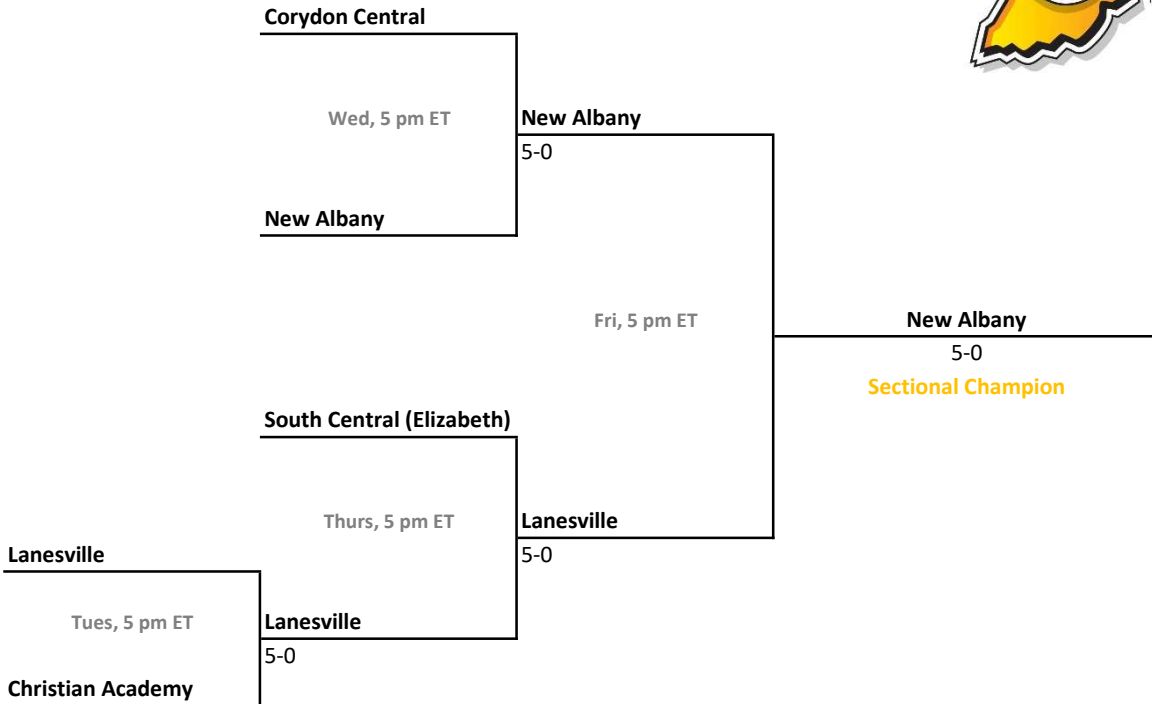 Corydon Central
Wed, 5 pm ET
New Albany
5-0
New Albany
Fri, 5 pm ET
New Albany
5-0
Sectional Champion
South Central (Elizabeth)
Thurs, 5 pm ET
Lanesville
5-0
Lanesville
Tues, 5 pm ET
Lanesville
5-0
Christian Academy